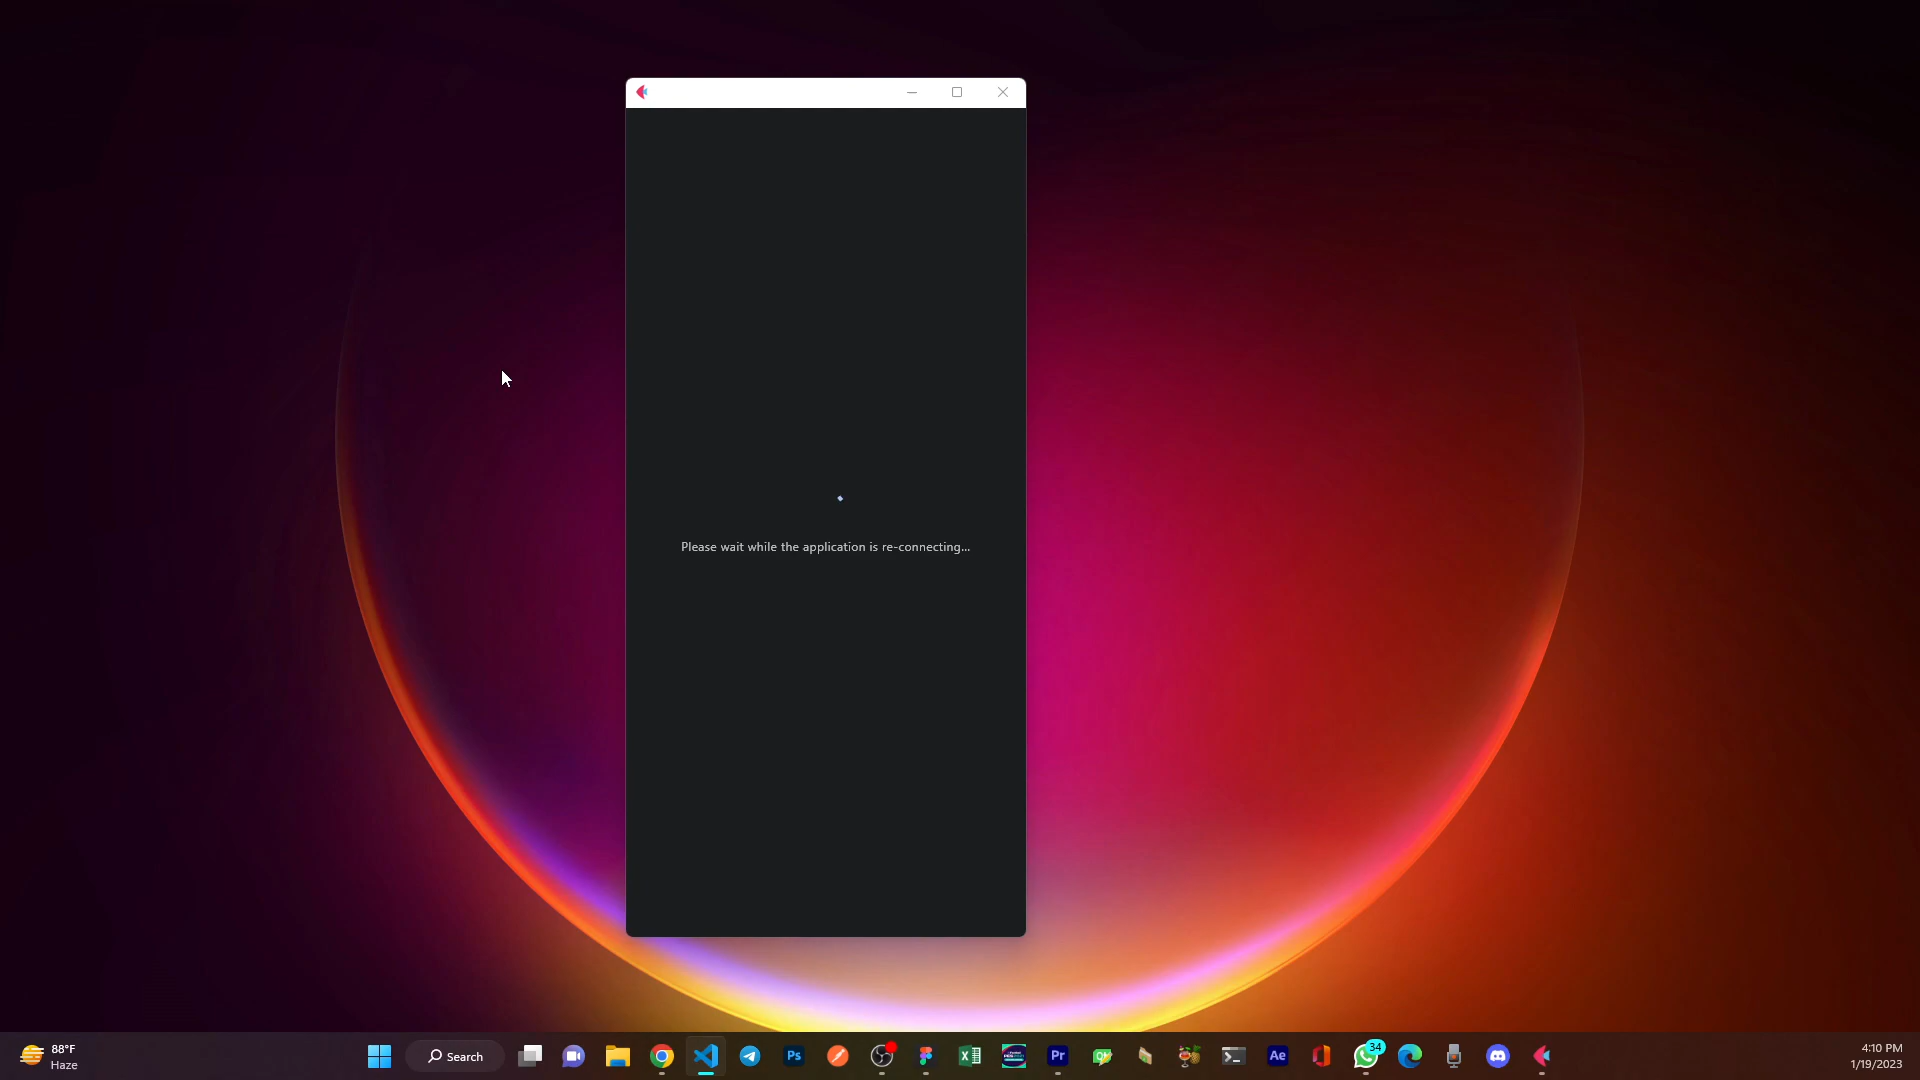 Please wait while the application is re-connecting...
88°F
Haze
Search
Ps
Pr
Ae
34
4:10 PM
1/19/2023